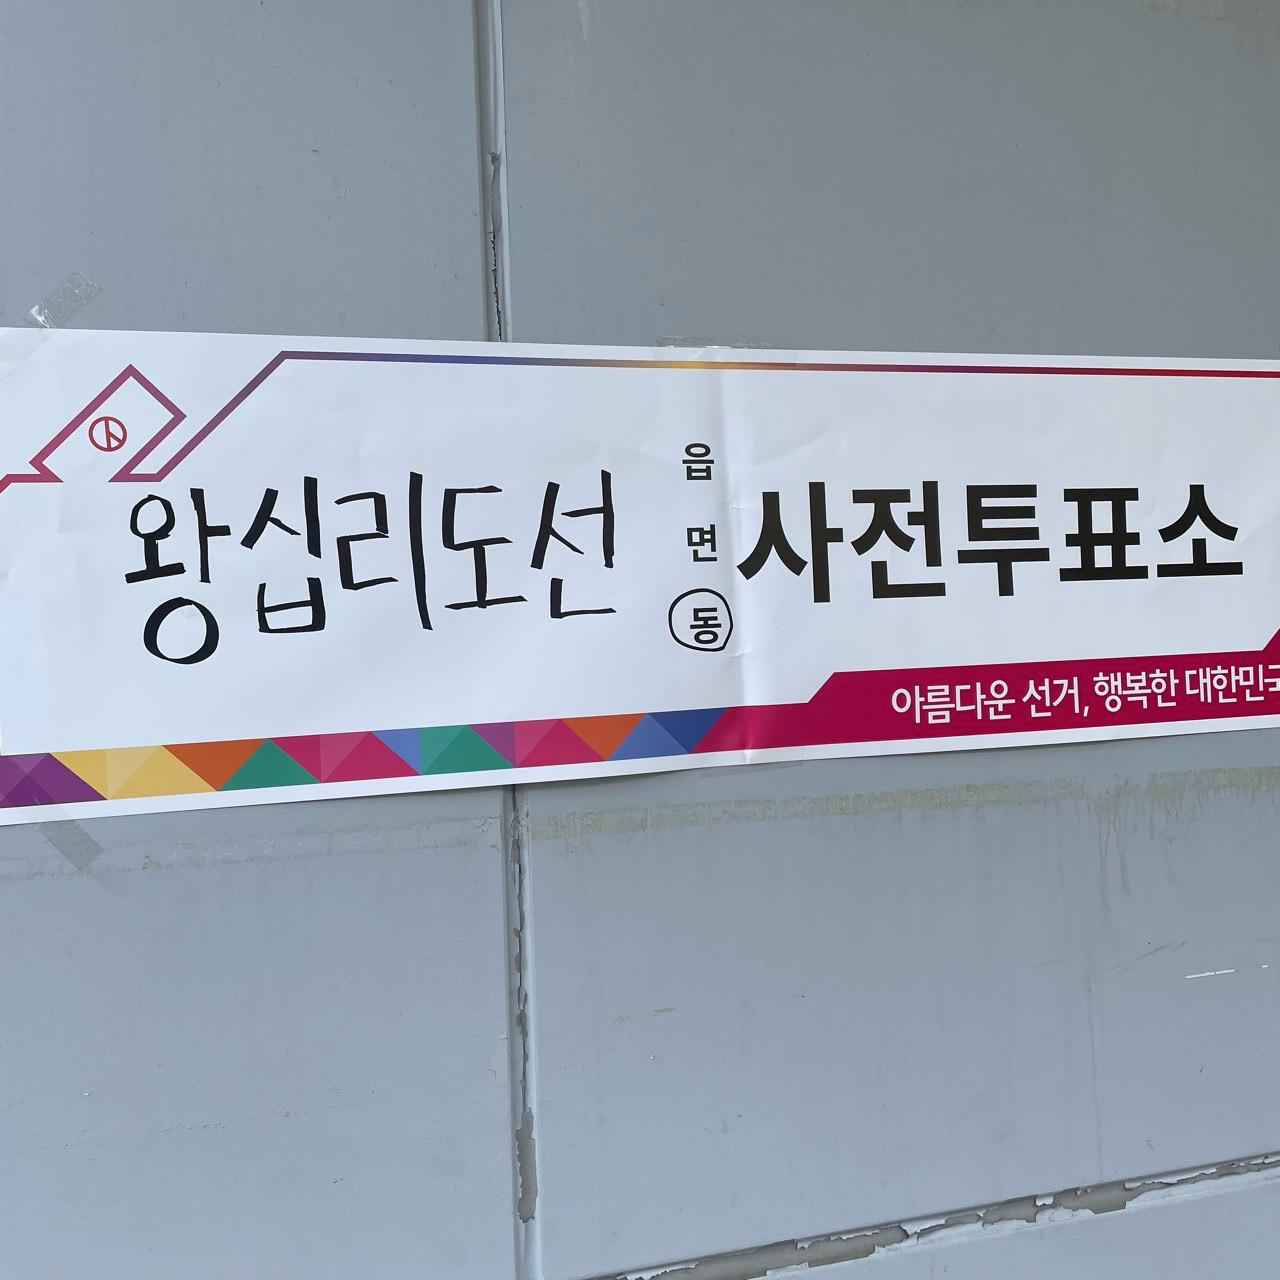 왕십리도선 읍 면 동 사전투표소
아름다운 선거, 행복한 대한민국